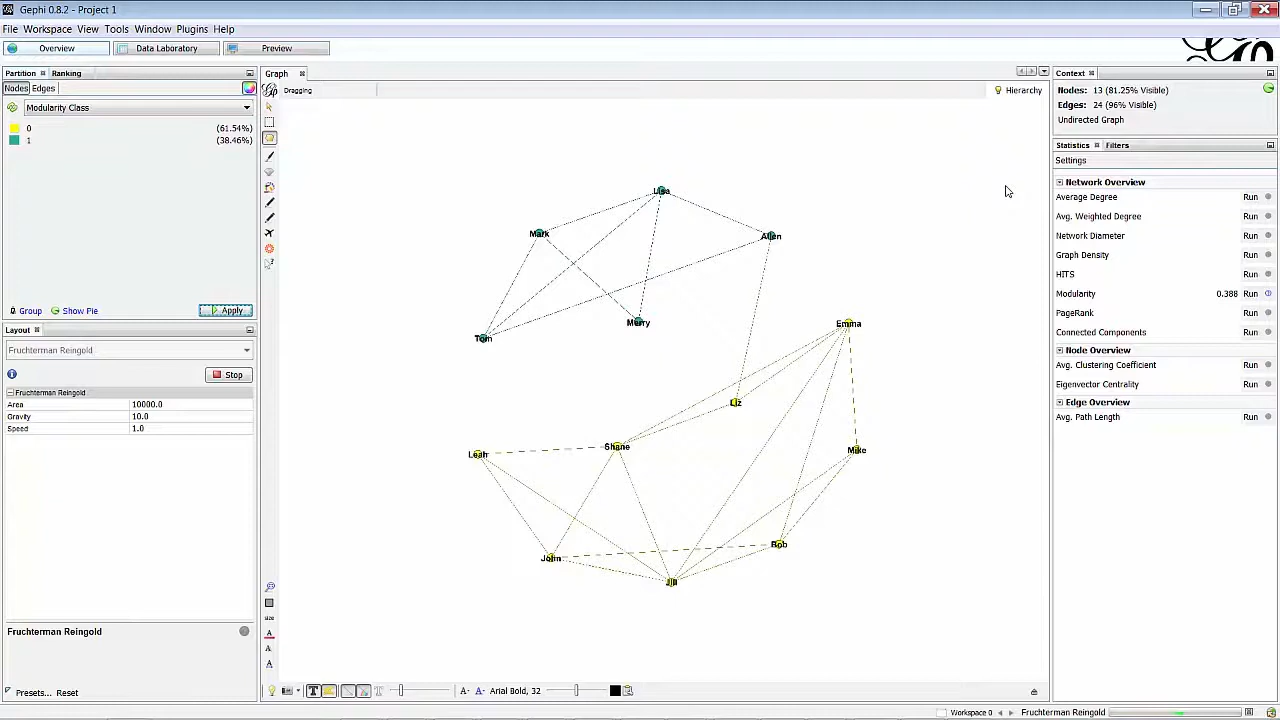 Gephi 0.8.2 - Project 1
File Workspace View Tools Window Plugins Help
Overview Data Laboratory Preview
Partition Ranking
Nodes Edges
Modularity Class
0 (61.54%)
1 (38.46%)
Group Show Pie Apply
Layout
Fruchterman Reingold
Stop
Fruchterman Reingold
Area 10000.0
Gravity 10.0
Speed 1.0
Fruchterman Reingold
Presets... Reset
Graph
Dragging
Hierarchy
Lisa
Mark
Allen
Merry
Tom
Emma
Liz
Shane
Leah
Mike
Bob
John
Jill
Arial Bold, 32
Context
Nodes: 13 (81.25% Visible)
Edges: 24 (96% Visible)
Undirected Graph
Statistics Filters
Settings
Network Overview
Average Degree Run
Avg. Weighted Degree Run
Network Diameter Run
Graph Density Run
HITS Run
Modularity 0.388 Run
PageRank Run
Connected Components Run
Node Overview
Avg. Clustering Coefficient Run
Eigenvector Centrality Run
Edge Overview
Avg. Path Length Run
Workspace 0 Fruchterman Reingold